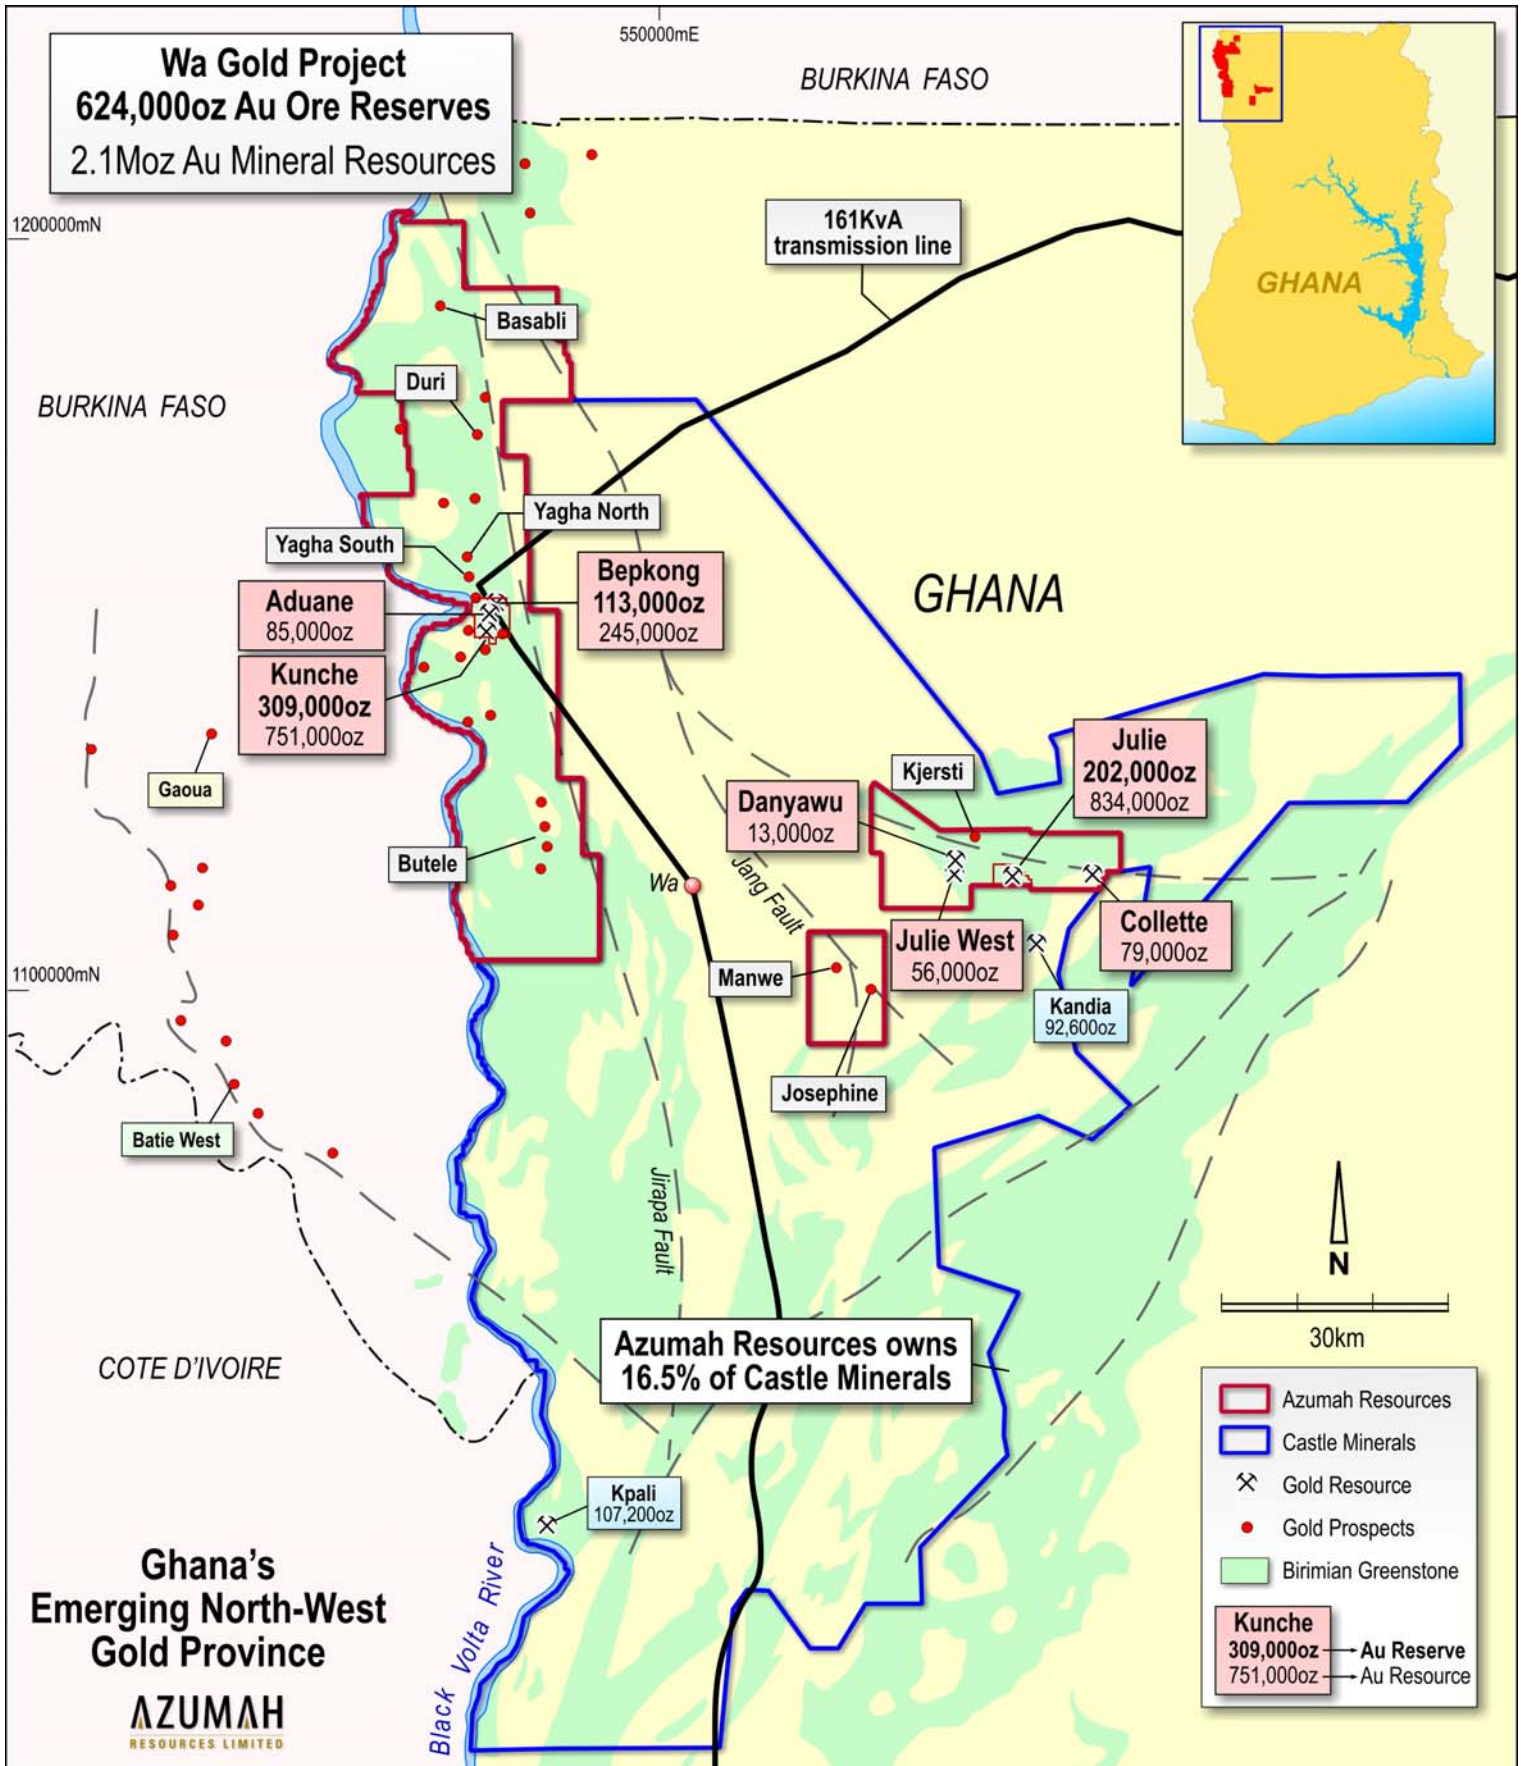 550000mE
Wa Gold Project
624,000oz Au Ore Reserves
2.1Moz Au Mineral Resources
BURKINA FASO
1200000mN
161KvA
transmission line
GHANA
Basabli
Duri
BURKINA FASO
Yagha North
Yagha South
Bepkong
113,000oz
245,000oz
Aduane
85,000oz
GHANA
Kunche
309,000oz
751,000oz
Julie
202,000oz
834,000oz
Kjersti
Gaoua
Danyawu
13,000oz
Butele
Wa
Jang Fault
Julie West
56,000oz
Collette
79,000oz
1100000mN
Manwe
Kandia
92,600oz
Josephine
Batie West
Jirapa Fault
N
30km
COTE D'IVOIRE
Azumah Resources owns
16.5% of Castle Minerals
Azumah Resources
Castle Minerals
Gold Resource
Gold Prospects
Birimian Greenstone
Kunche
309,000oz Au Reserve
751,000oz Au Resource
Kpali
107,200oz
Black Volta River
Ghana's
Emerging North-West
Gold Province
AZUMAH
RESOURCES LIMITED